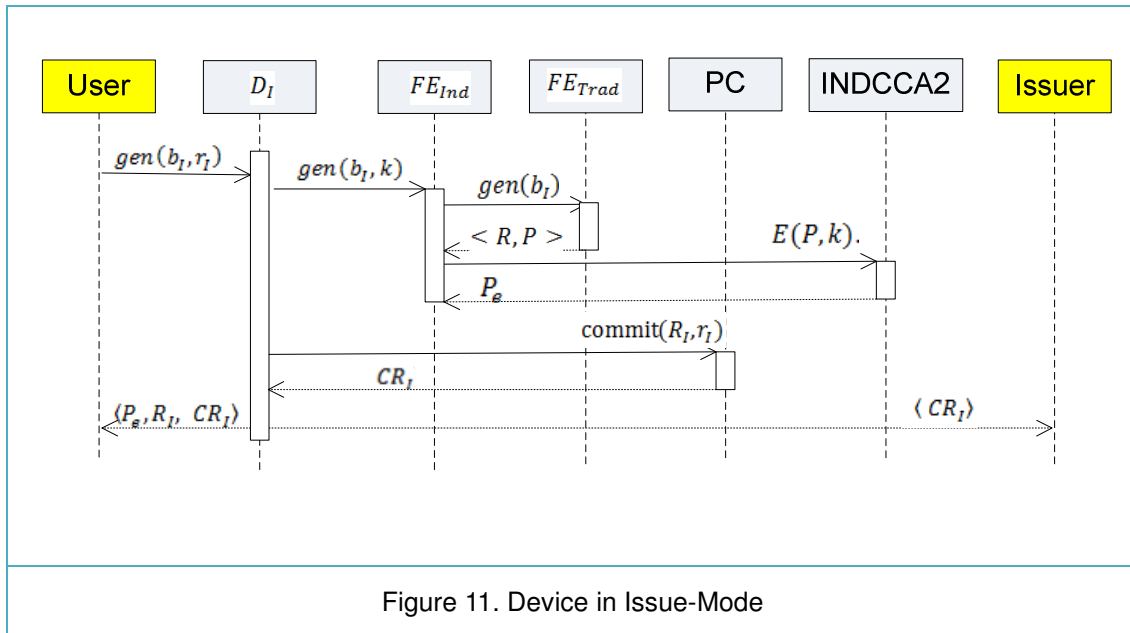 User D_I FE_Ind FE_Trad PC INDCCA2 Issuer
gen(b_I,r_I)
gen(b_I,k)
gen(b_I)
< R,P >
E(P,k).
P_e
commit(R_I,r_I)
CR_I
⟨P_e,R_I, CR_I⟩ ⟨ CR_I⟩
Figure 11. Device in Issue-Mode